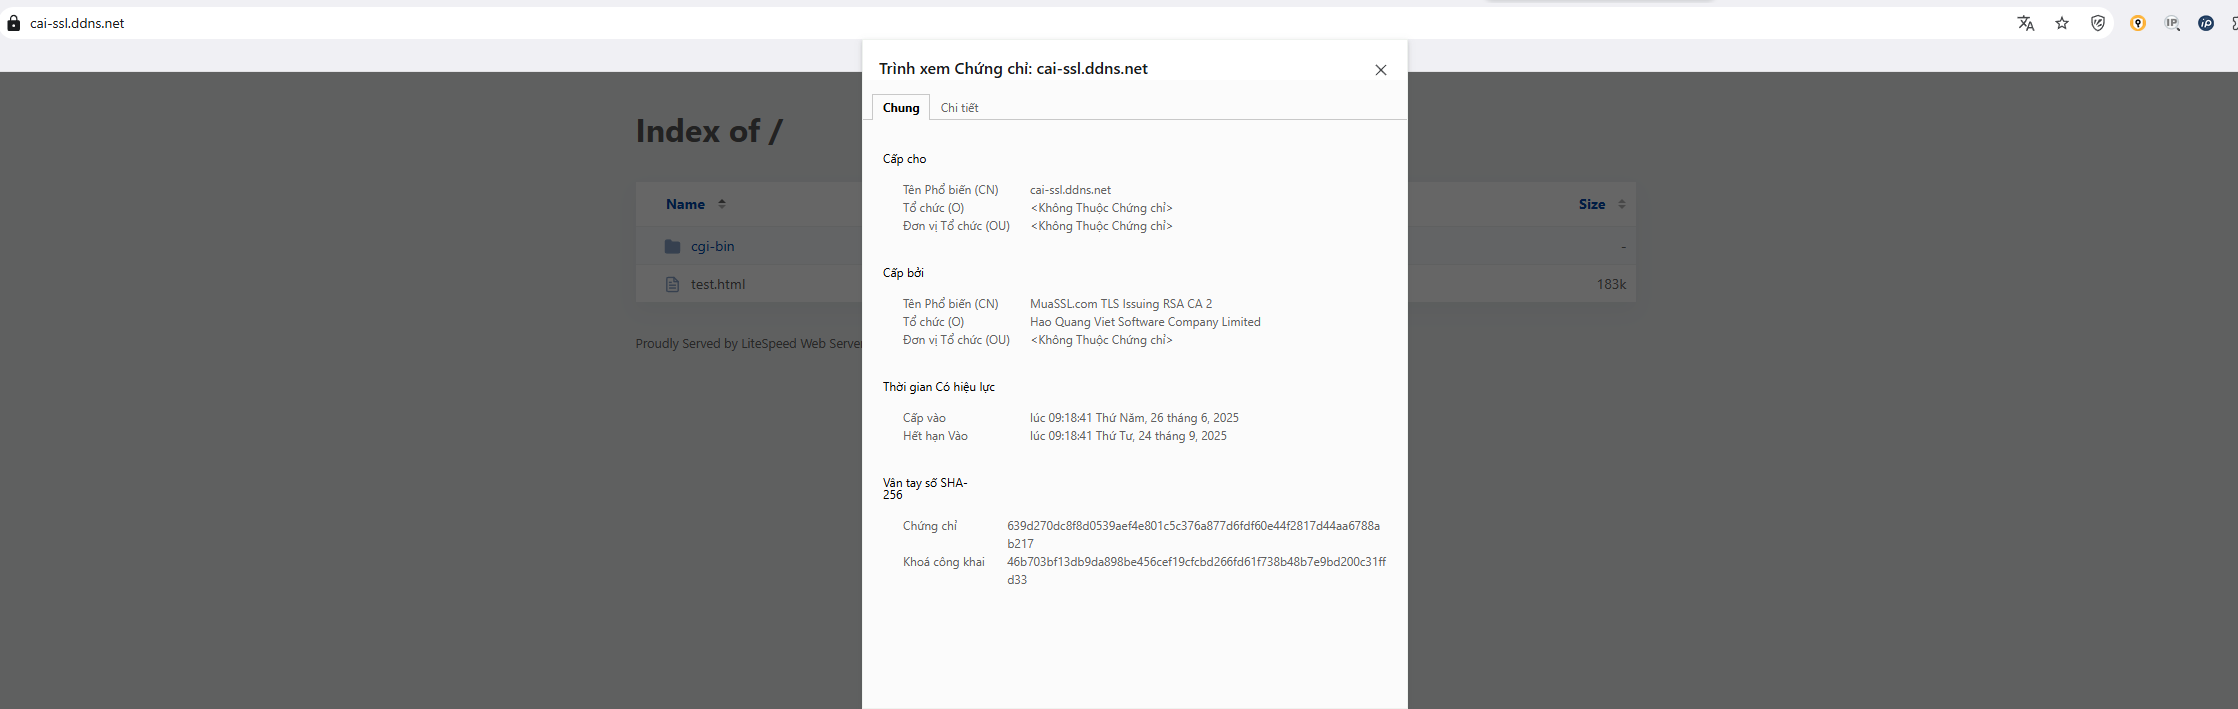 cai-ssl.ddns.net
Trình xem Chứng chỉ: cai-ssl.ddns.net
Chung
Chi tiết
Index of /
Name
Size
cgi-bin
-
test.html
183k
Proudly Served by LiteSpeed Web Server
Cấp cho
Tên Phổ biến (CN) cai-ssl.ddns.net
Tổ chức (O) <Không Thuộc Chứng chỉ>
Đơn vị Tổ chức (OU) <Không Thuộc Chứng chỉ>
Cấp bởi
Tên Phổ biến (CN) MuaSSL.com TLS Issuing RSA CA 2
Tổ chức (O) Hao Quang Viet Software Company Limited
Đơn vị Tổ chức (OU) <Không Thuộc Chứng chỉ>
Thời gian Có hiệu lực
Cấp vào lúc 09:18:41 Thứ Năm, 26 tháng 6, 2025
Hết hạn Vào lúc 09:18:41 Thứ Tư, 24 tháng 9, 2025
Vân tay số SHA-
256
Chứng chỉ 639d270dc8f8d0539aef4e801c5c376a877d6fdf60e44f2817d44aa6788a
b217
Khoá công khai 46b703bf13db9da898be456cef19cfcbd266fd61f738b48b7e9bd200c31ff
d33